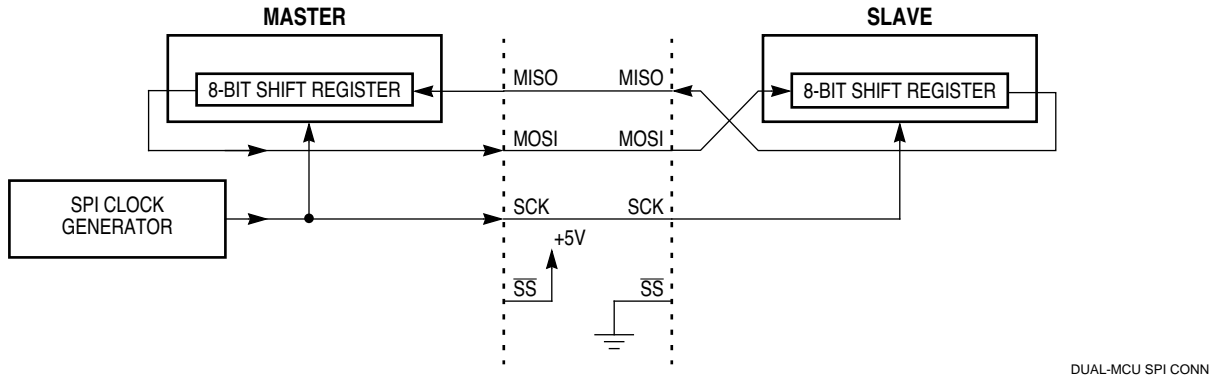 MASTER
SLAVE
8-BIT SHIFT REGISTER
MISO
MISO
8-BIT SHIFT REGISTER
MOSI
MOSI
SPI CLOCK
GENERATOR
SCK
SCK
+5V
SS
SS
DUAL-MCU SPI CONN